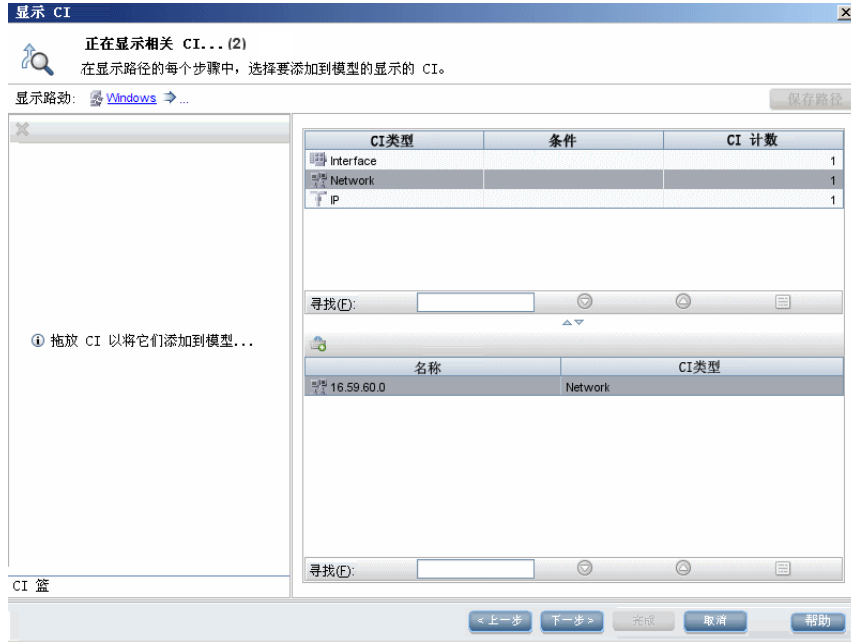 显示 CI
正在显示相关 CI...(2)
在显示路径的每个步骤中，选择要添加到模型的显示的 CI。
显示路劲: Windows ...
保存路径
CI类型 条件 CI 计数
Interface 1
Network 1
IP 1
寻找(F):
拖放 CI 以将它们添加到模型...
名称 CI类型
16.59.60.0 Network
寻找(F):
CI 篮
<上一步 下一步> 完成 取消 帮助